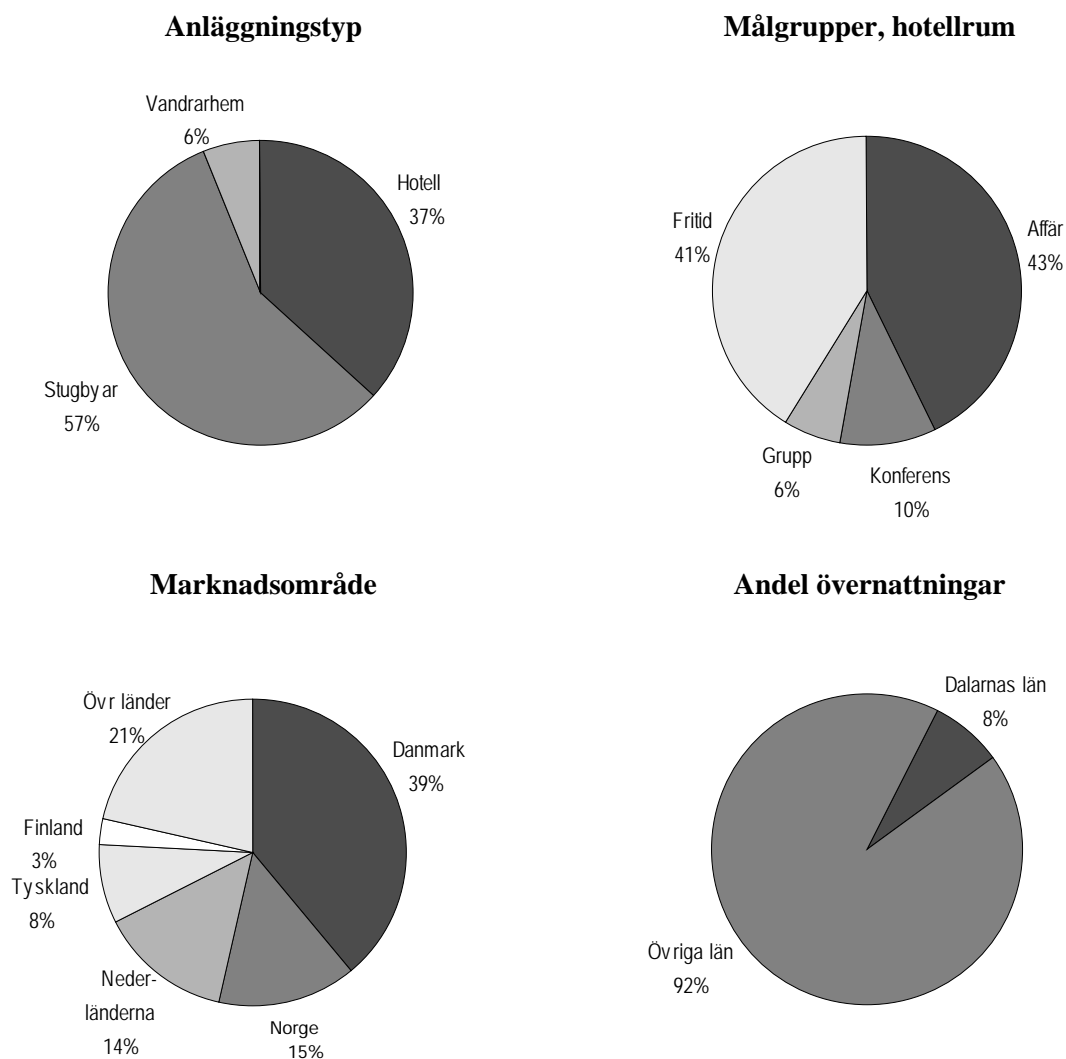 Anläggningstyp
Vandrarhem
6%
Hotell
37%
Stugbyar
57%
Målgrupper, hotellrum
Fritid
41%
Affär
43%
Grupp
6%
Konferens
10%
Marknadsområde
Övr länder
21%
Danmark
39%
Finland
3%
Tyskland
8%
Neder-
länderna
14%
Norge
15%
Andel övernattningar
Dalarnas län
8%
Övriga län
92%